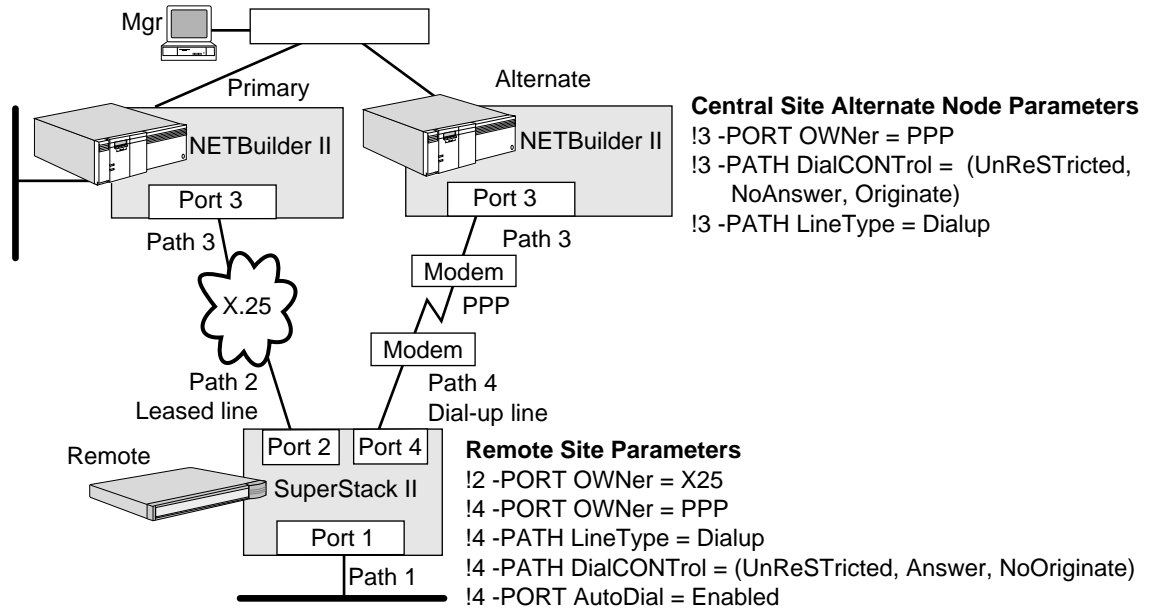 Mgr
Primary
Alternate
NETBuilder II
NETBuilder II
Port 3
Port 3
Path 3
Path 3
X.25
Modem
PPP
Modem
Path 2
Leased line
Path 4
Dial-up line
Remote
Port 2
Port 4
SuperStack II
Port 1
Path 1
Central Site Alternate Node Parameters
!3 -PORT OWNer = PPP
!3 -PATH DialCONTrol = (UnReSTricted,
NoAnswer, Originate)
!3 -PATH LineType = Dialup
Remote Site Parameters
!2 -PORT OWNer = X25
!4 -PORT OWNer = PPP
!4 -PATH LineType = Dialup
!4 -PATH DialCONTrol = (UnReSTricted, Answer, NoOriginate)
!4 -PORT AutoDial = Enabled